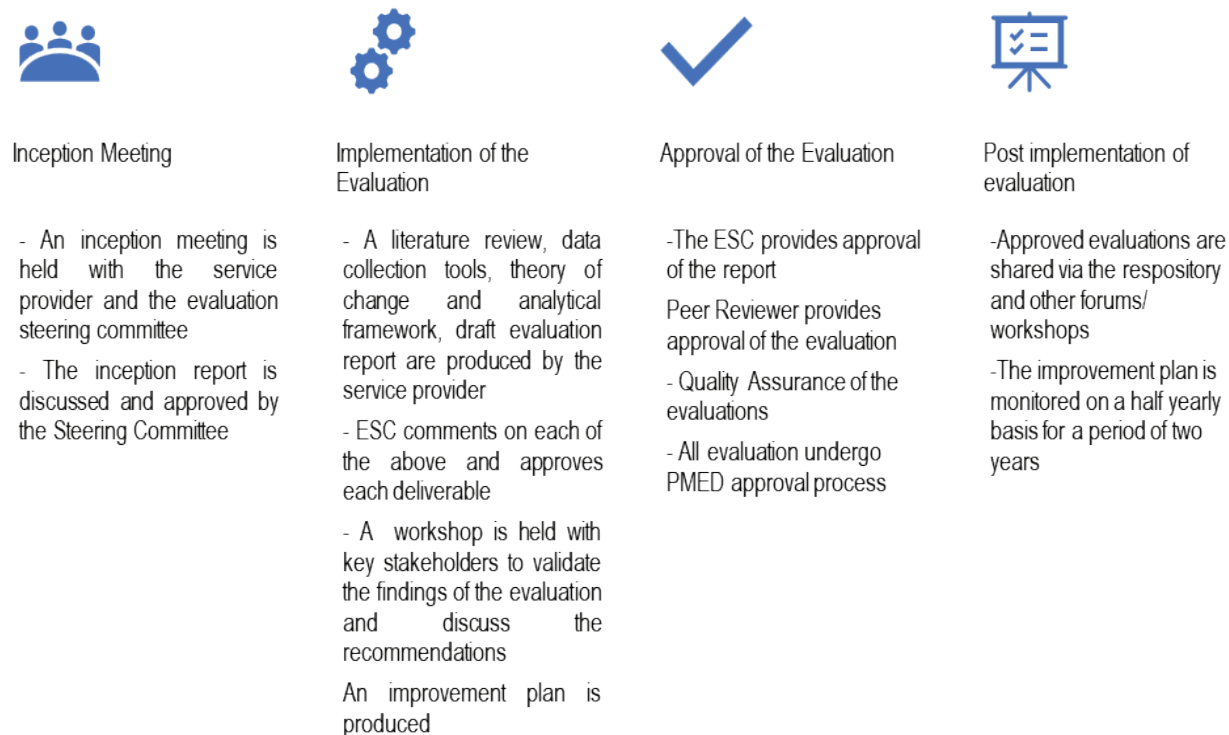 Inception Meeting
- An inception meeting is
held with the service
provider and the evaluation
steering committee
- The inception report is
discussed and approved by
the Steering Committee
Implementation of the
Evaluation
- A literature review, data
collection tools, theory of
change and analytical
framework, draft evaluation
report are produced by the
service provider
- ESC comments on each of
the above and approves
each deliverable
- A workshop is held with
key stakeholders to validate
the findings of the evaluation
and discuss the
recommendations
An improvement plan is
produced
Approval of the Evaluation
-The ESC provides approval
of the report
Peer Reviewer provides
approval of the evaluation
- Quality Assurance of the
evaluations
- All evaluation undergo
PMED approval process
Post implementation of
evaluation
-Approved evaluations are
shared via the respository
and other forums/
workshops
-The improvement plan is
monitored on a half yearly
basis for a period of two
years